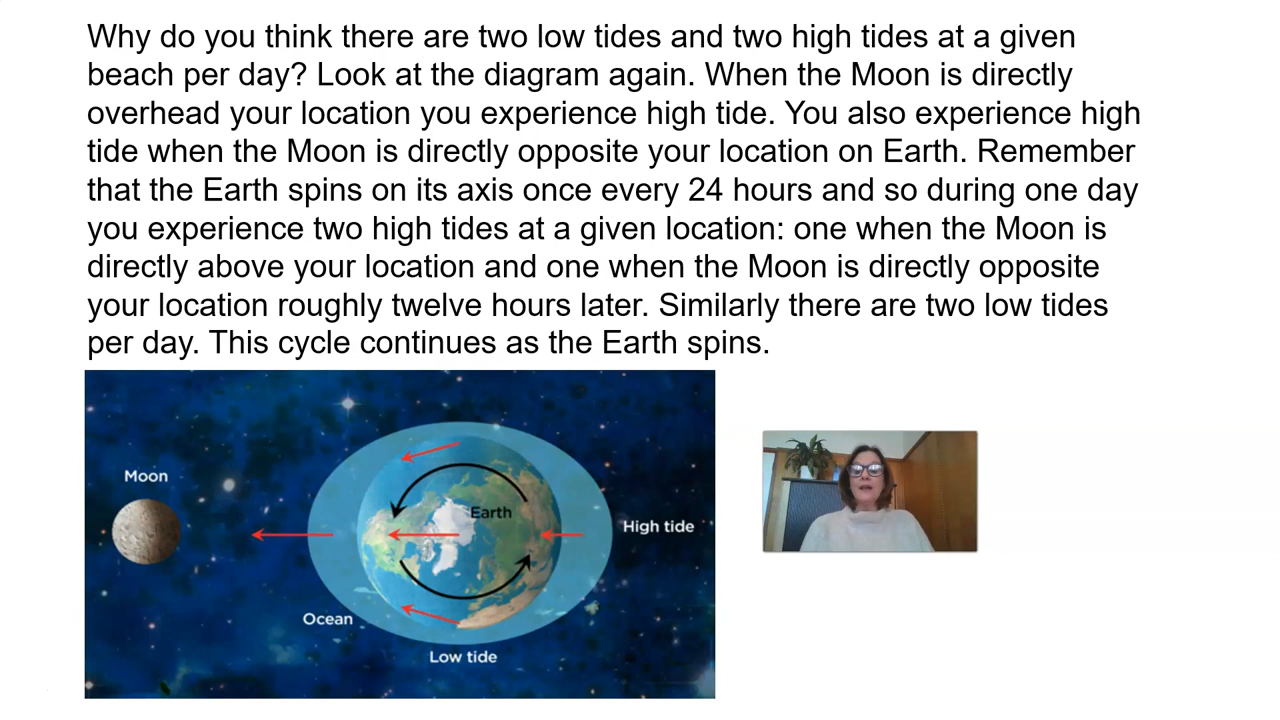 Why do you think there are two low tides and two high tides at a given
beach per day? Look at the diagram again. When the Moon is directly
overhead your location you experience high tide. You also experience high
tide when the Moon is directly opposite your location on Earth. Remember
that the Earth spins on its axis once every 24 hours and so during one day
you experience two high tides at a given location: one when the Moon is
directly above your location and one when the Moon is directly opposite
your location roughly twelve hours later. Similarly there are two low tides
per day. This cycle continues as the Earth spins.
Moon
Earth
High tide
Ocean
Low tide